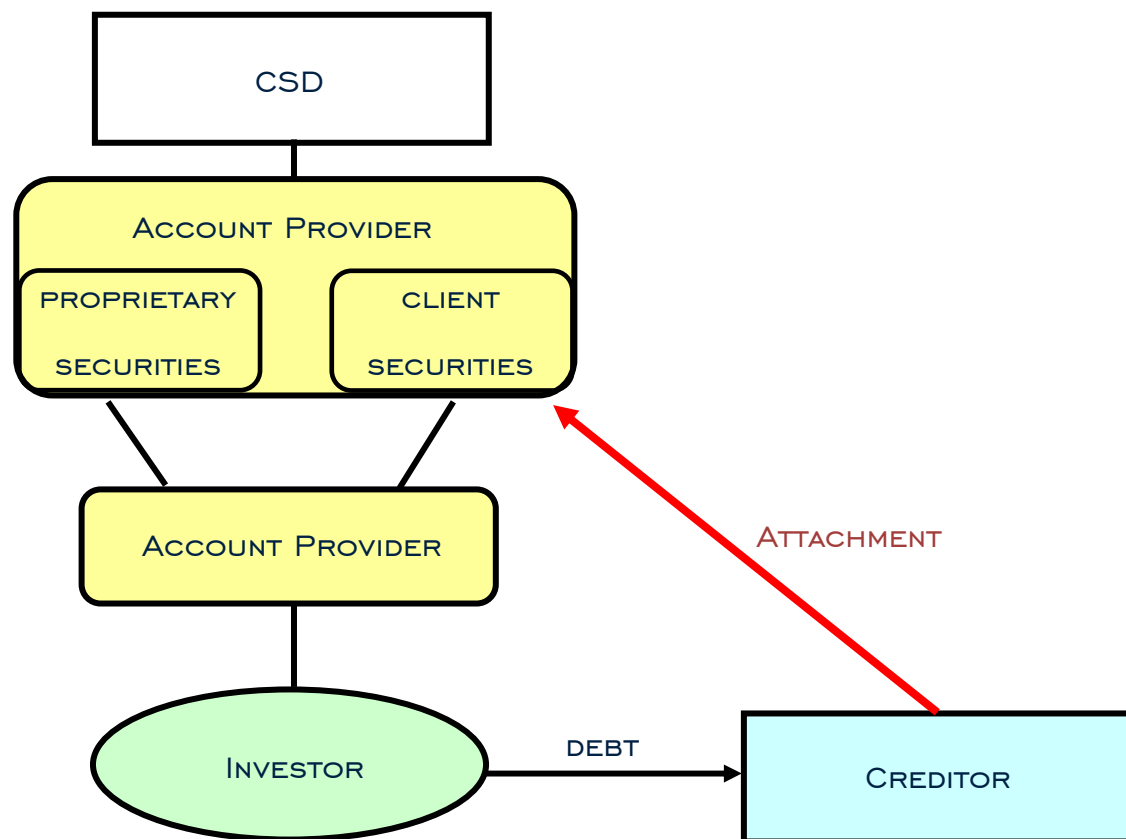 CSD
Account Provider
proprietary
securities
client
securities
Account Provider
Attachment
Investor
debt
Creditor